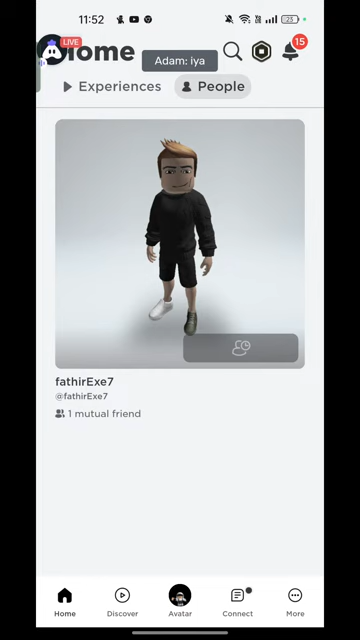 11:52
23
LIVE
Home
Adam: iya
15
Experiences
People
fathirExe7
@fathirExe7
1 mutual friend
Home
Discover
Avatar
Connect
More